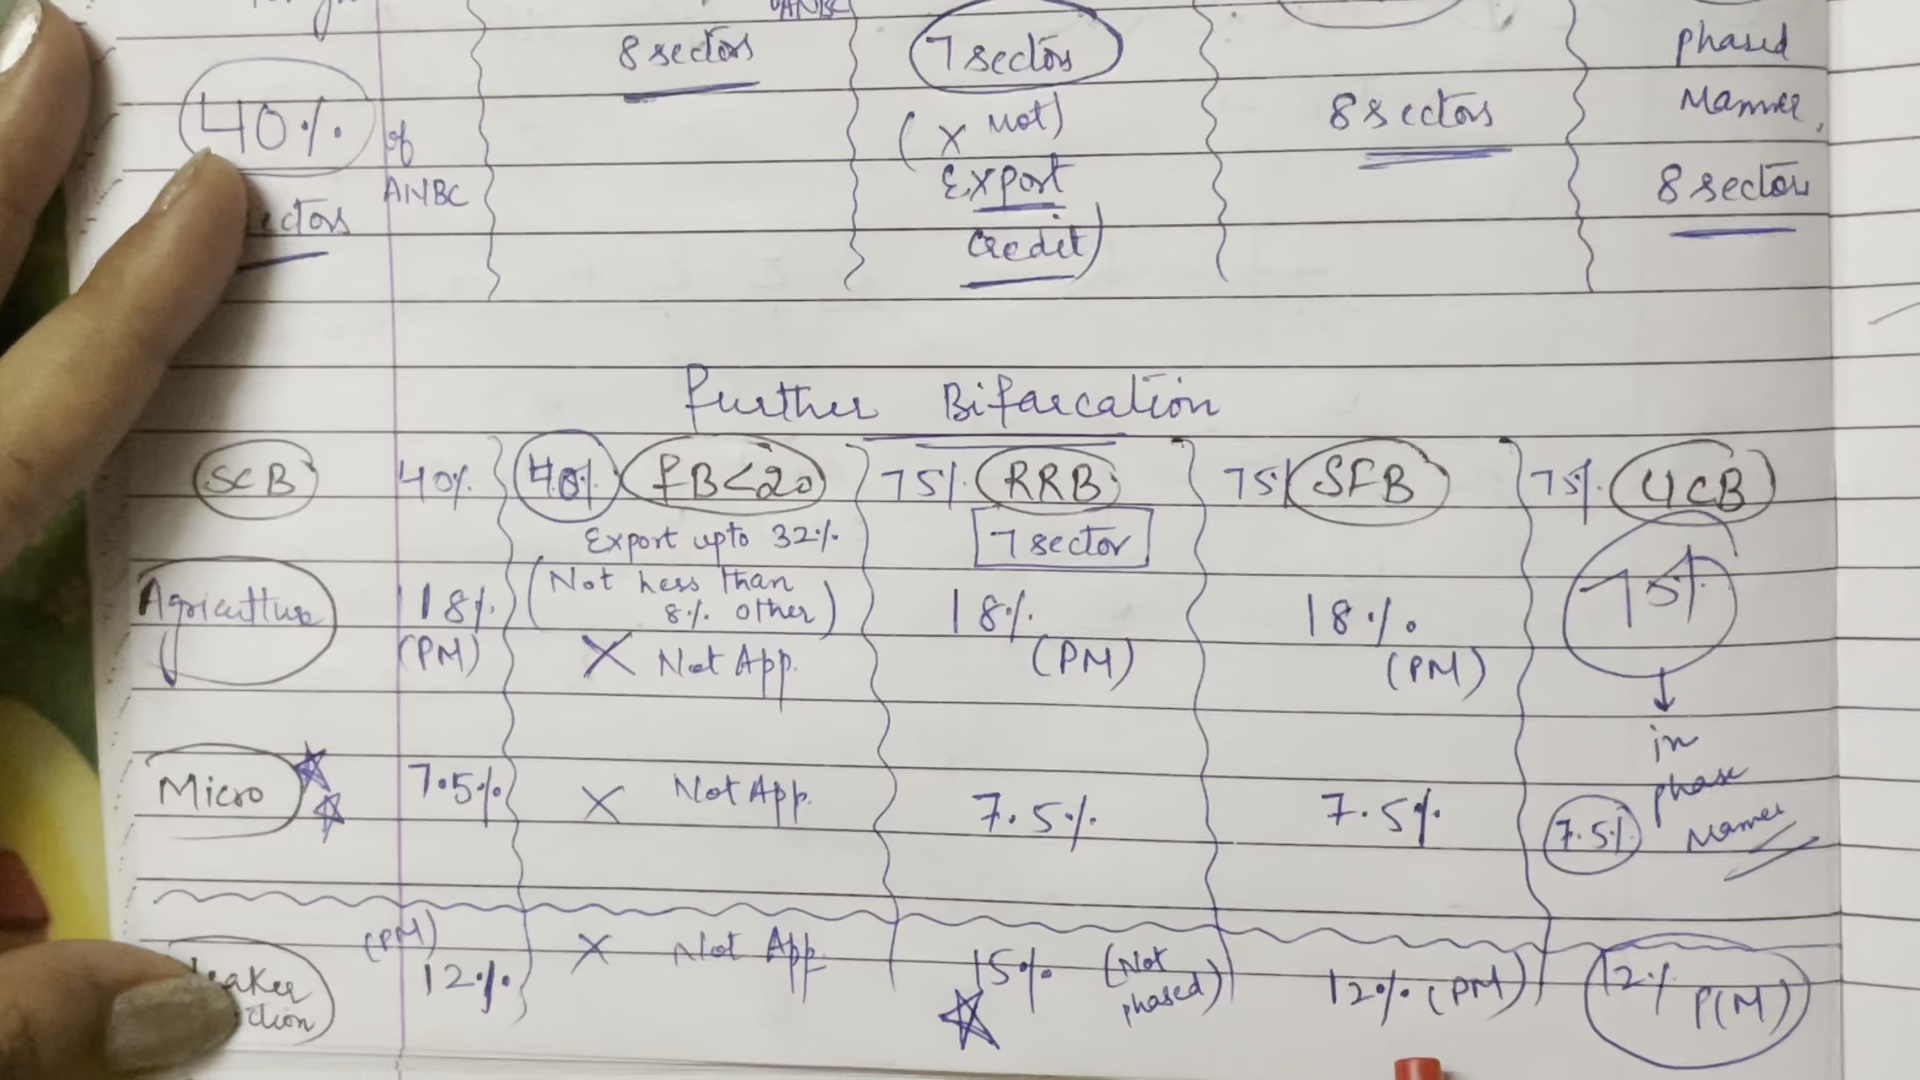 8 sectors 7 sectors phased
40% of (x Not) 8 sectors Manner,
ANBC Export 8 sector
Credit)
Further Bifarcation
SCB 40% 40% FB<20 75% RRB 75% SFB 75% UCB
Export upto 32% 7 sector
Agriculture 18% (Not Less than 18% 18% 75%
8% other)
(PM) X Not App. (PM) (PM)
in
Micro 7.5% X Not App. 7.5% 7.5% 7.5% phase
Manner
(PM) X Not App 15% (Not
12% phased) 12% (PM) 12% P(M)